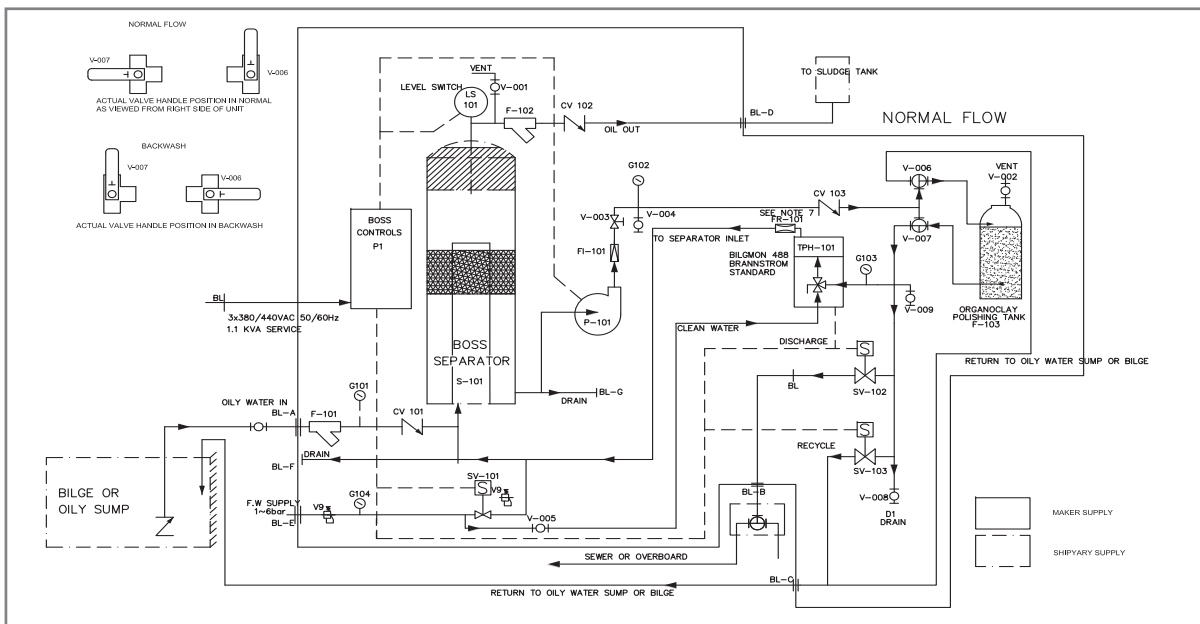 NORMAL FLOW
V-007
V-006
ACTUAL VALVE HANDLE POSITION IN NORMAL
AS VIEWED FROM RIGHT SIDE OF UNIT
BACKWASH
V-007
V-006
ACTUAL VALVE HANDLE POSITION IN BACKWASH
VENT
V-001
LEVEL SWITCH
LS
101
F-102
CV 102
OIL OUT
BL-D
TO SLUDGE TANK
NORMAL FLOW
BOSS
CONTROLS
P1
BL
3x380/440VAC 50/60Hz
1.1 KVA SERVICE
BOSS
SEPARATOR
S-101
G102
V-003
V-004
FI-101
P-101
CV 103
SEE NOTE 7
FR-101
TO SEPARATOR INLET
BILGMON 488
BRANNSTROM
STANDARD
TPH-101
G103
V-006
V-007
VENT
V-002
V-009
ORGANOCLAY
POLISHING TANK
F-103
CLEAN WATER
RETURN TO OILY WATER SUMP OR BILGE
DISCHARGE
S
BL
SV-102
BL-G
DRAIN
G101
OILY WATER IN
BL-A
F-101
CV 101
DRAIN
BL-F
RECYCLE
S
SV-103
SV-101
S
V9
G104
V9
F.W SUPPLY
1~6bar
BL-E
V-005
BL-B
V-008
D1
DRAIN
BILGE OR
OILY SUMP
SEWER OR OVERBOARD
BL-C
RETURN TO OILY WATER SUMP OR BILGE
MAKER SUPPLY
SHIPYARY SUPPLY